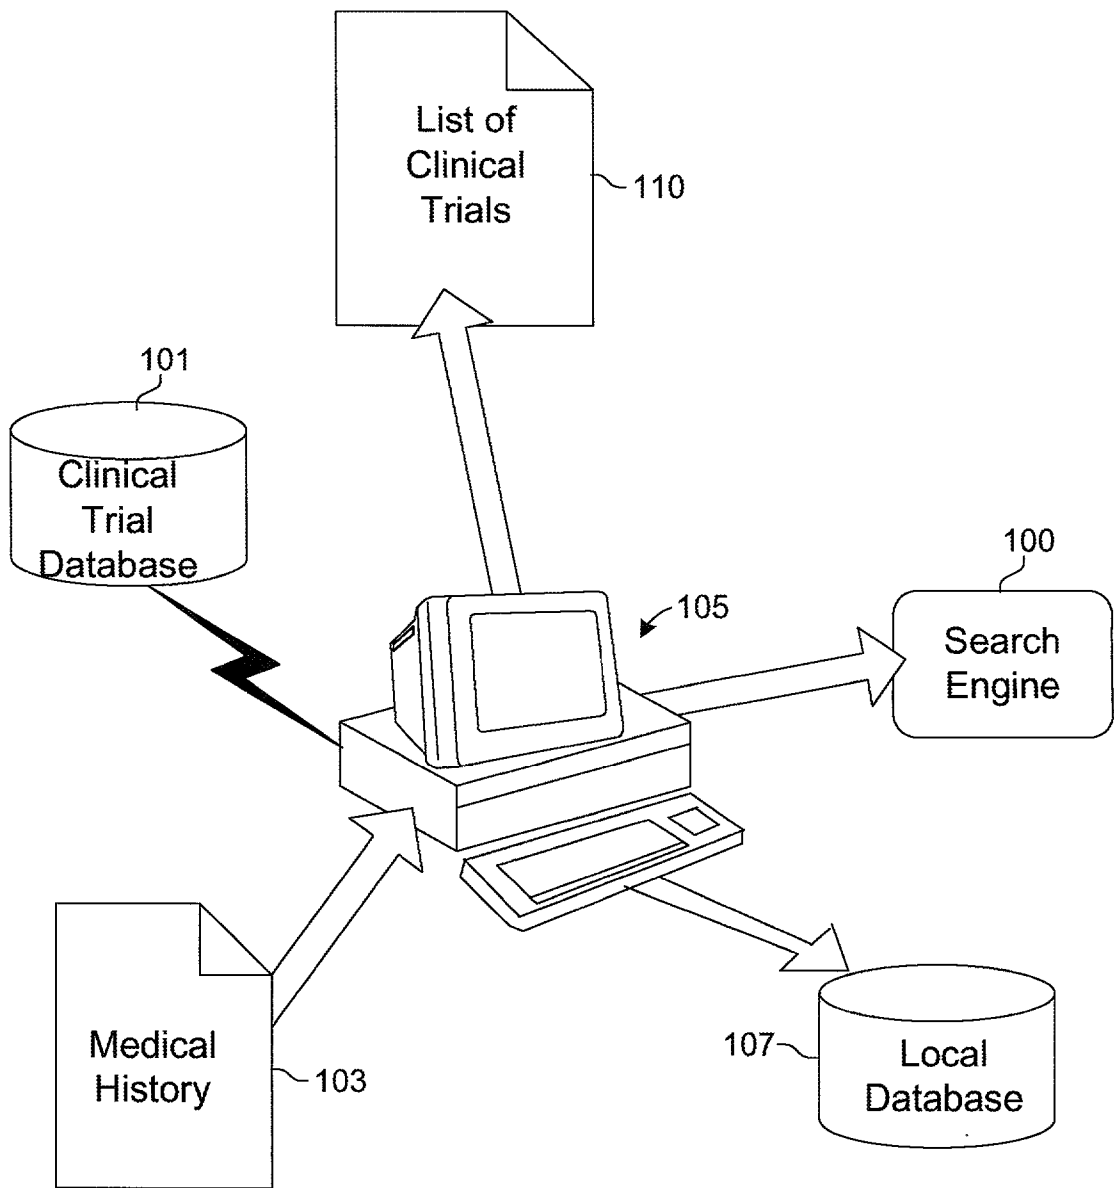 List of
Clinical
Trials
110
101
Clinical
Trial
Database
100
Search
Engine
105
Medical
History
103
107
Local
Database